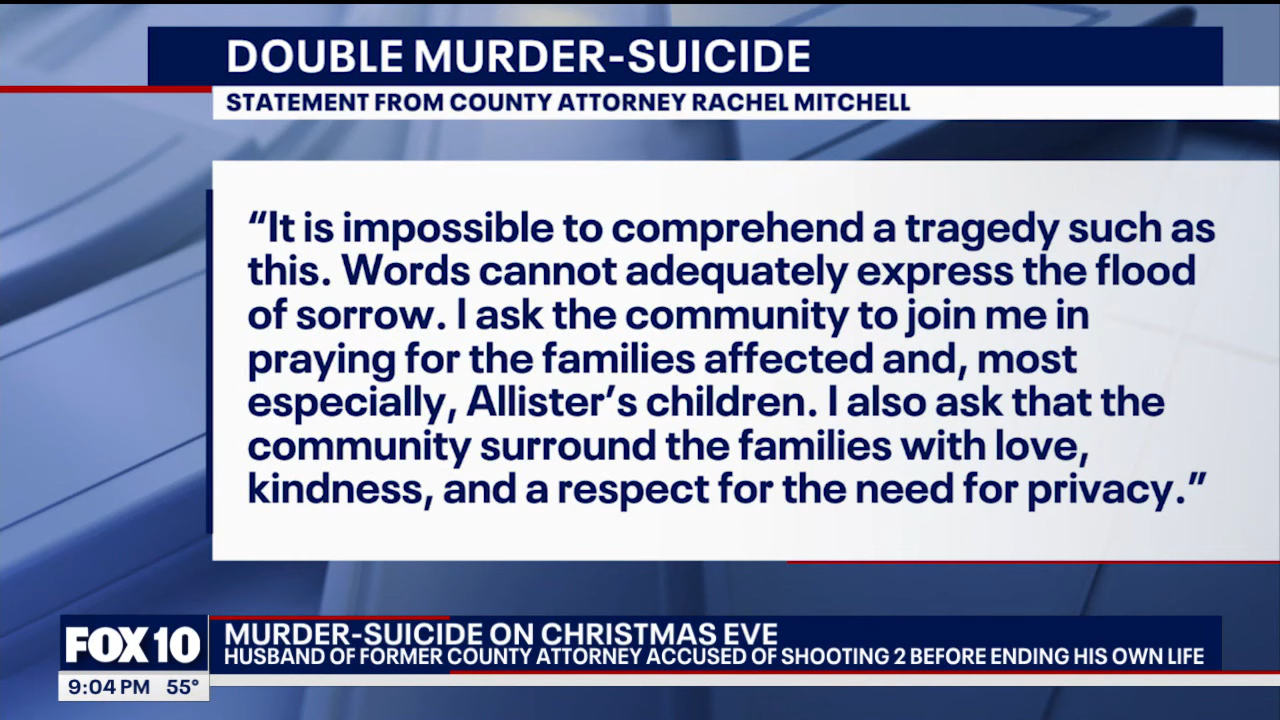 DOUBLE MURDER-SUICIDE
STATEMENT FROM COUNTY ATTORNEY RACHEL MITCHELL
“It is impossible to comprehend a tragedy such as
this. Words cannot adequately express the flood
of sorrow. I ask the community to join me in
praying for the families affected and, most
especially, Allister’s children. I also ask that the
community surround the families with love,
kindness, and a respect for the need for privacy.”
FOX 10
MURDER-SUICIDE ON CHRISTMAS EVE
HUSBAND OF FORMER COUNTY ATTORNEY ACCUSED OF SHOOTING 2 BEFORE ENDING HIS OWN LIFE
9:04 PM 55°